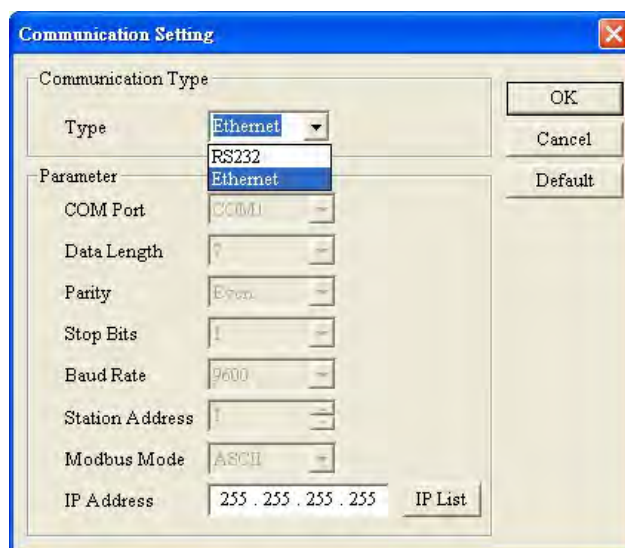 Communication Setting
Communication Type
Type Ethernet
RS232
Ethernet
OK
Cancel
Default
Parameter
COM Port COM1
Data Length 7
Parity Even
Stop Bits 1
Baud Rate 9600
Station Address 1
Modbus Mode ASCII
IP Address 255 . 255 . 255 . 255 IP List